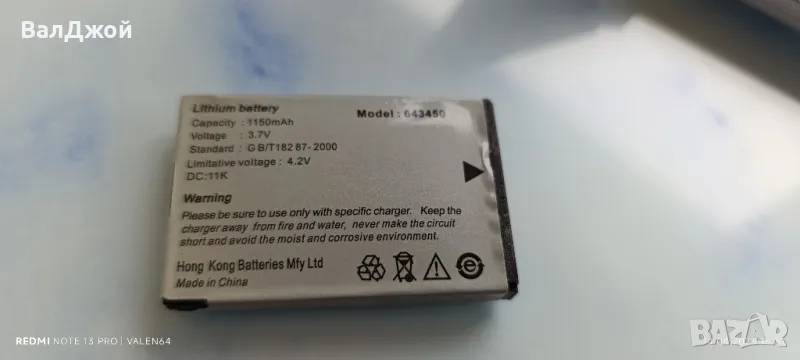 ВалДжой
Lithium battery
Capacity : 1150mAh
Model : 643450
Voltage : 3.7V
Standard : GB/T182 87-2000
Limitative voltage : 4.2V
DC:11K
Warning
Please be sure to use only with specific charger. Keep the
charger away from fire and water, never make the circuit
short and avoid the moist and corrosive environment.
Hong Kong Batteries Mfy Ltd
Made in China
REDMI NOTE 13 PRO | VALEN64
BAZAR